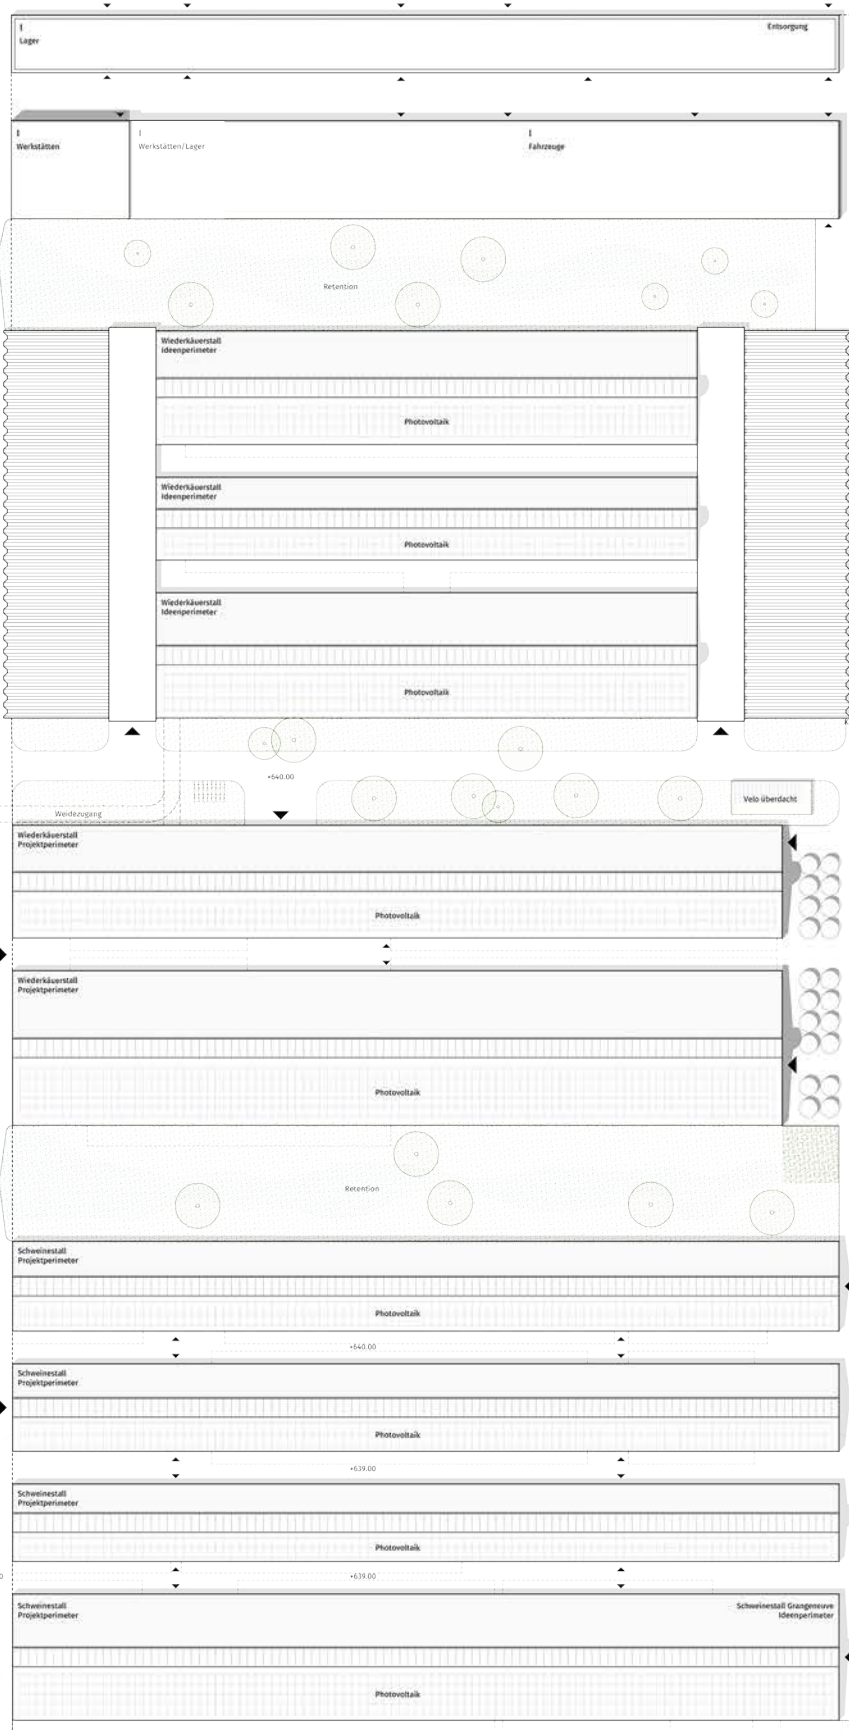 I
Lager
Entsorgung
I
Werkstätten
I
Werkstätten/Lager
I
Fahrzeuge
Retention
Wiederkäuerstall
Ideenperimeter
Photovoltaik
Wiederkäuerstall
Ideenperimeter
Photovoltaik
Wiederkäuerstall
Ideenperimeter
Photovoltaik
+640.00
Velo überdacht
Weidezugang
Wiederkäuerstall
Projektperimeter
Photovoltaik
Wiederkäuerstall
Projektperimeter
Photovoltaik
Retention
Schweinestall
Projektperimeter
Photovoltaik
+640.00
Schweinestall
Projektperimeter
Photovoltaik
+639.00
Schweinestall
Projektperimeter
Photovoltaik
+639.00
Schweinestall
Projektperimeter
Schweinestall Grangeneuve
Ideenperimeter
Photovoltaik